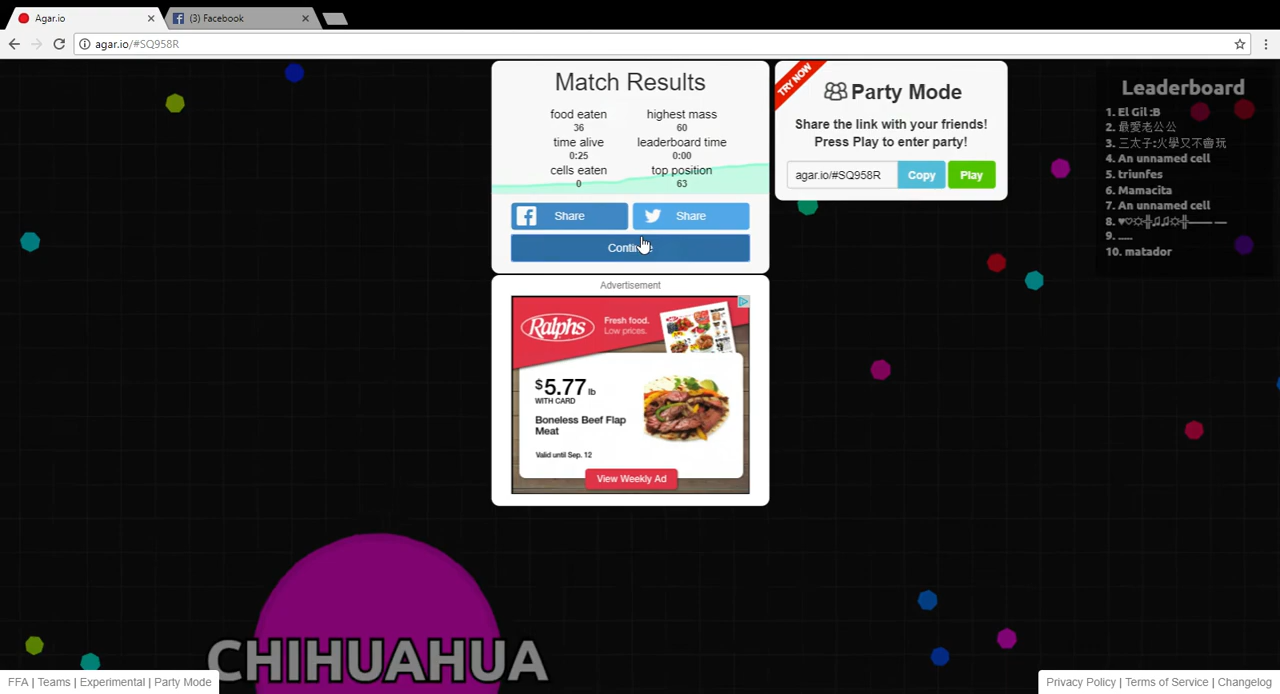 Agar.io
(3) Facebook
agar.io/#SQ958R
Match Results
food eaten
36
highest mass
60
time alive
0:25
leaderboard time
0:00
cells eaten
0
top position
63
Share
Share
Continue
Advertisement
Ralphs
Fresh food.
Low prices.
$5.77 lb
WITH CARD
Boneless Beef Flap
Meat
Valid until Sep. 12
View Weekly Ad
TRY NOW
Party Mode
Share the link with your friends!
Press Play to enter party!
agar.io/#SQ958R
Copy
Play
Leaderboard
1. El Gil :B
2. 最愛老公公
3. 三太子:火學又不會玩
4. An unnamed cell
5. triunfes
6. Mamacita
7. An unnamed cell
8. ♥♡☼╬♫♫☼╬—— —
9. .....
10. matador
CHIHUAHUA
FFA | Teams | Experimental | Party Mode
Privacy Policy | Terms of Service | Changelog